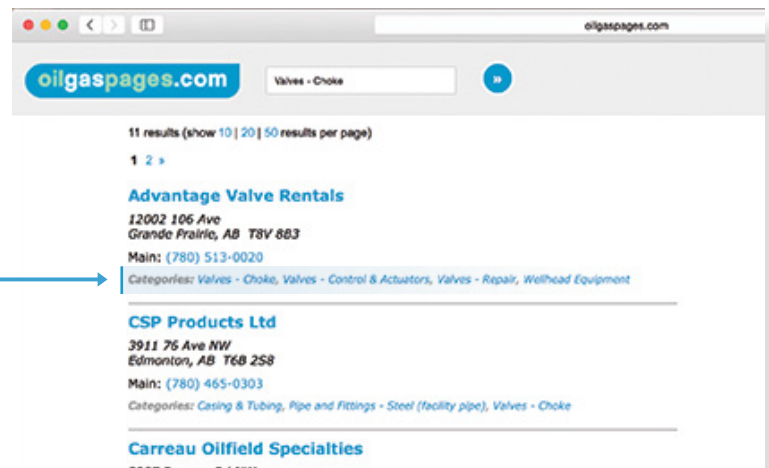 oilgaspages.com
oilgaspages.com
Valves - Choke
»
11 results (show 10 | 20 | 50 results per page)
1 2 »
Advantage Valve Rentals
12002 106 Ave
Grande Prairie, AB T8V 8B3
Main: (780) 513-0020
Categories: Valves - Choke, Valves - Control & Actuators, Valves - Repair, Wellhead Equipment
CSP Products Ltd
3911 76 Ave NW
Edmonton, AB T6B 2S8
Main: (780) 465-0303
Categories: Casing & Tubing, Pipe and Fittings - Steel (facility pipe), Valves - Choke
Carreau Oilfield Specialties